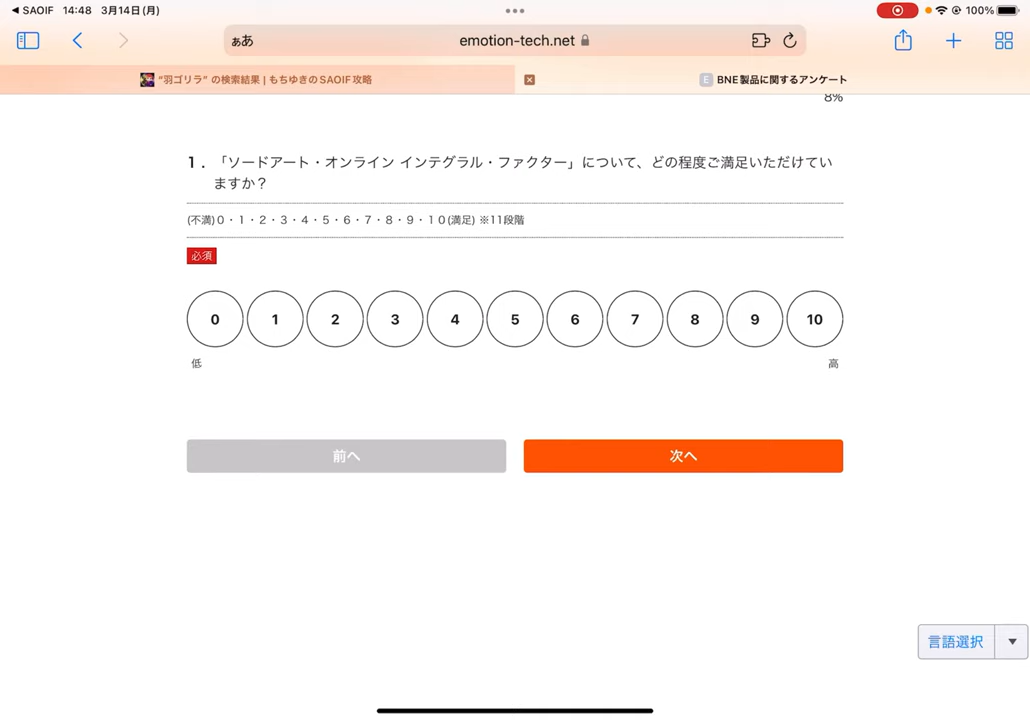 ◀ SAOIF 14:48 3月14日(月)
100%
ぁあ emotion-tech.net
“羽ゴリラ” の検索結果 | もちゆきのSAOIF攻略
E BNE製品に関するアンケート
8%
1．「ソードアート・オンライン インテグラル・ファクター」について、どの程度ご満足いただけてい
ますか？
(不満)０・１・２・３・４・５・６・７・８・９・１０(満足) ※11段階
必須
0 1 2 3 4 5 6 7 8 9 10
低 高
前へ 次へ
言語選択 ▼